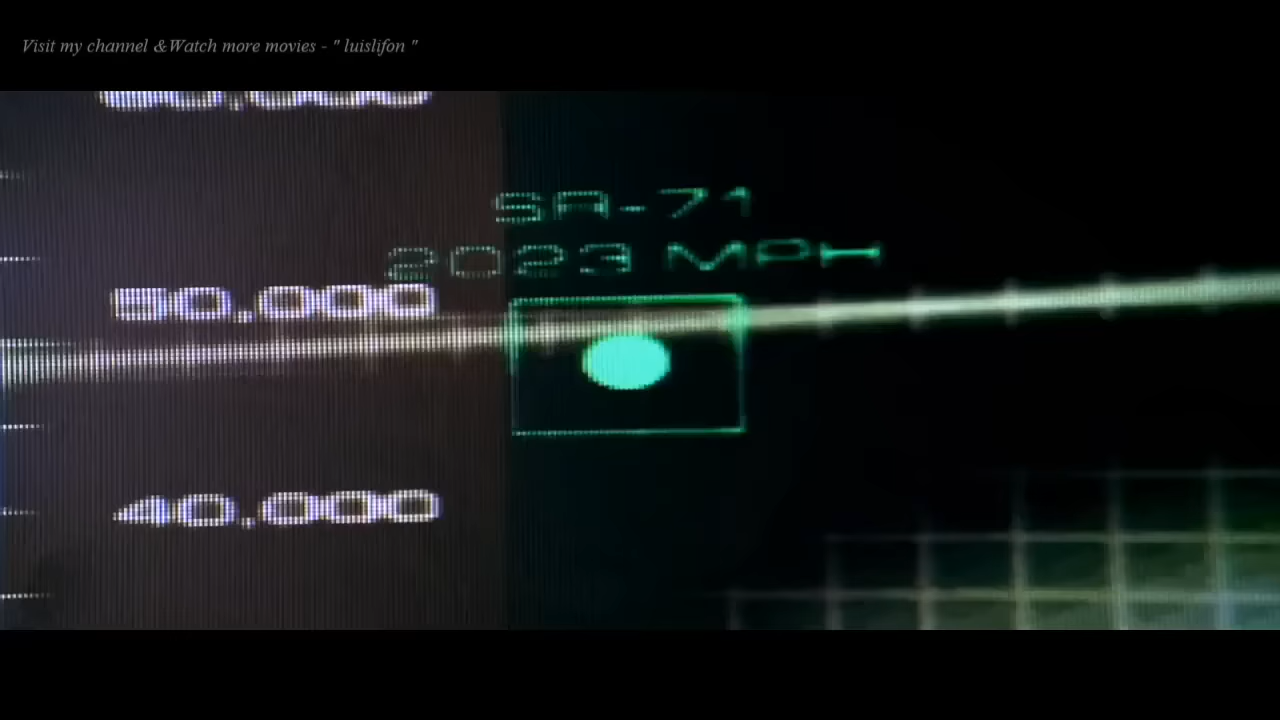 Visit my channel &Watch more movies - " luislifon "
SR-71
2023 MPH
50,000
40,000